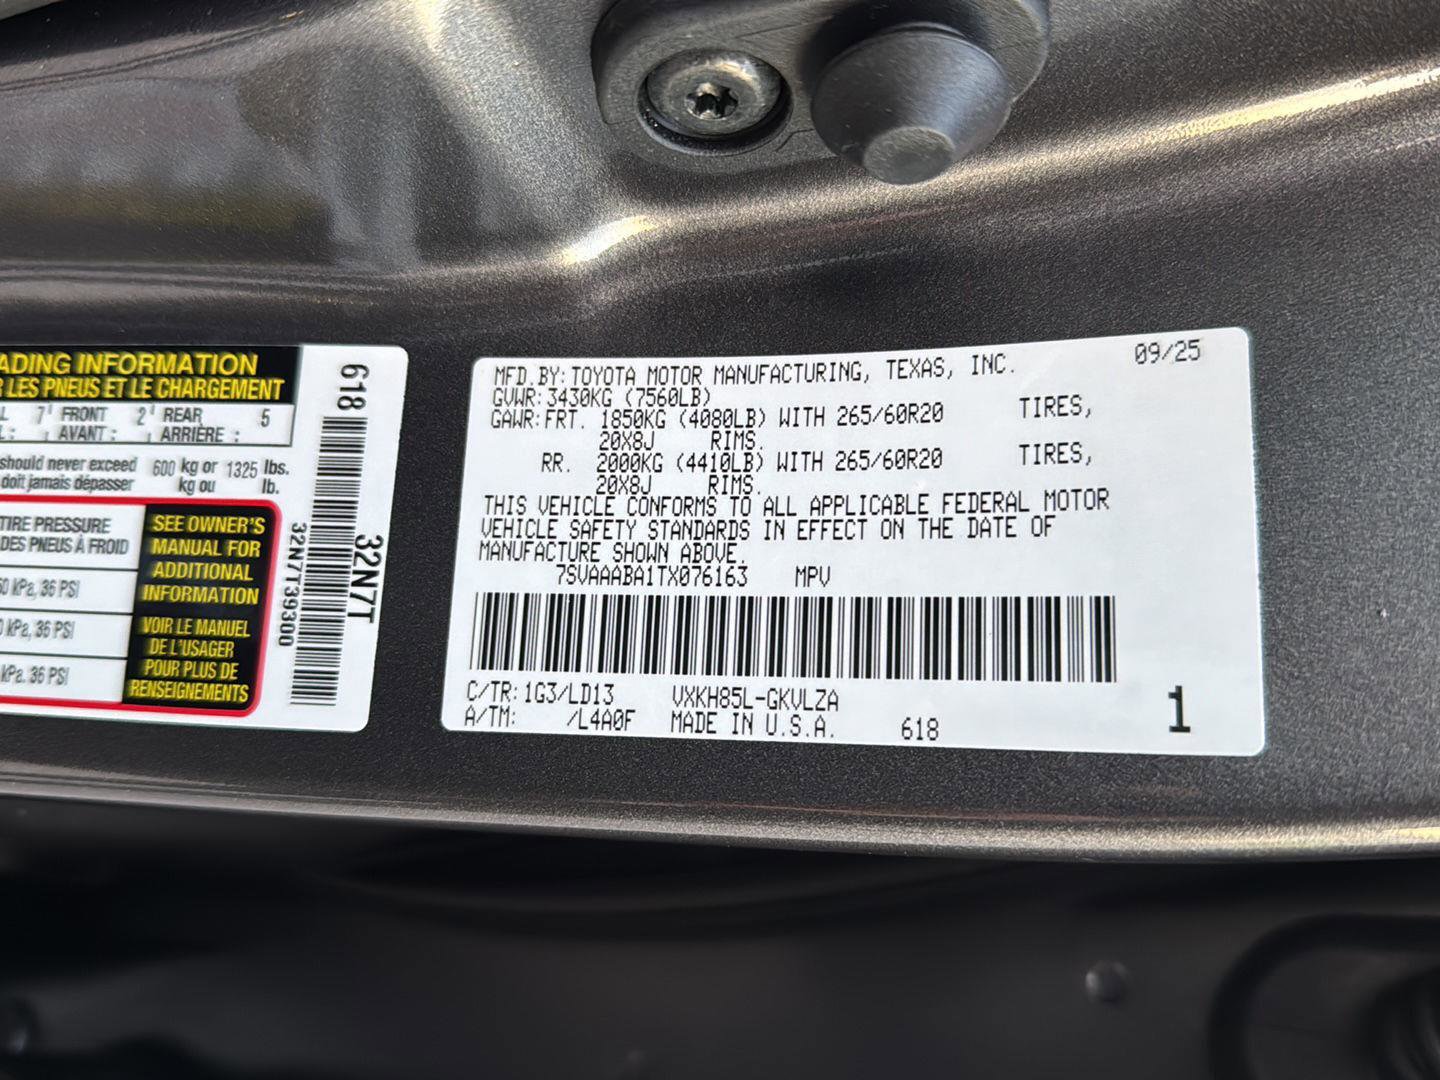 ADING INFORMATION
R LES PNEUS ET LE CHARGEMENT
L 7 FRONT 2 REAR 5
L: AVANT: ARRIÈRE :
should never exceed 600 kg or 1325 lbs.
doit jamais dépasser kg ou lb.
TIRE PRESSURE
DES PNEUS À FROID
0 kPa, 36 PSI
0 kPa, 36 PSI
kPa, 36 PSI
SEE OWNER'S
MANUAL FOR
ADDITIONAL
INFORMATION
VOIR LE MANUEL
DE L'USAGER
POUR PLUS DE
RENSEIGNEMENTS
618
32N7T
32N7T39300
09/25
MFD.BY:TOYOTA MOTOR MANUFACTURING, TEXAS, INC.
GVWR:3430KG (7560LB)
GAWR:FRT. 1850KG (4080LB) WITH 265/60R20 TIRES,
20X8J RIMS.
RR. 2000KG (4410LB) WITH 265/60R20 TIRES,
20X8J RIMS.
THIS VEHICLE CONFORMS TO ALL APPLICABLE FEDERAL MOTOR
VEHICLE SAFETY STANDARDS IN EFFECT ON THE DATE OF
MANUFACTURE SHOWN ABOVE.
7SVAAABA1TX076163 MPV
C/TR:1G3/LD13 VXKH85L-GKVLZA
A/TM: /L4A0F MADE IN U.S.A. 618
1